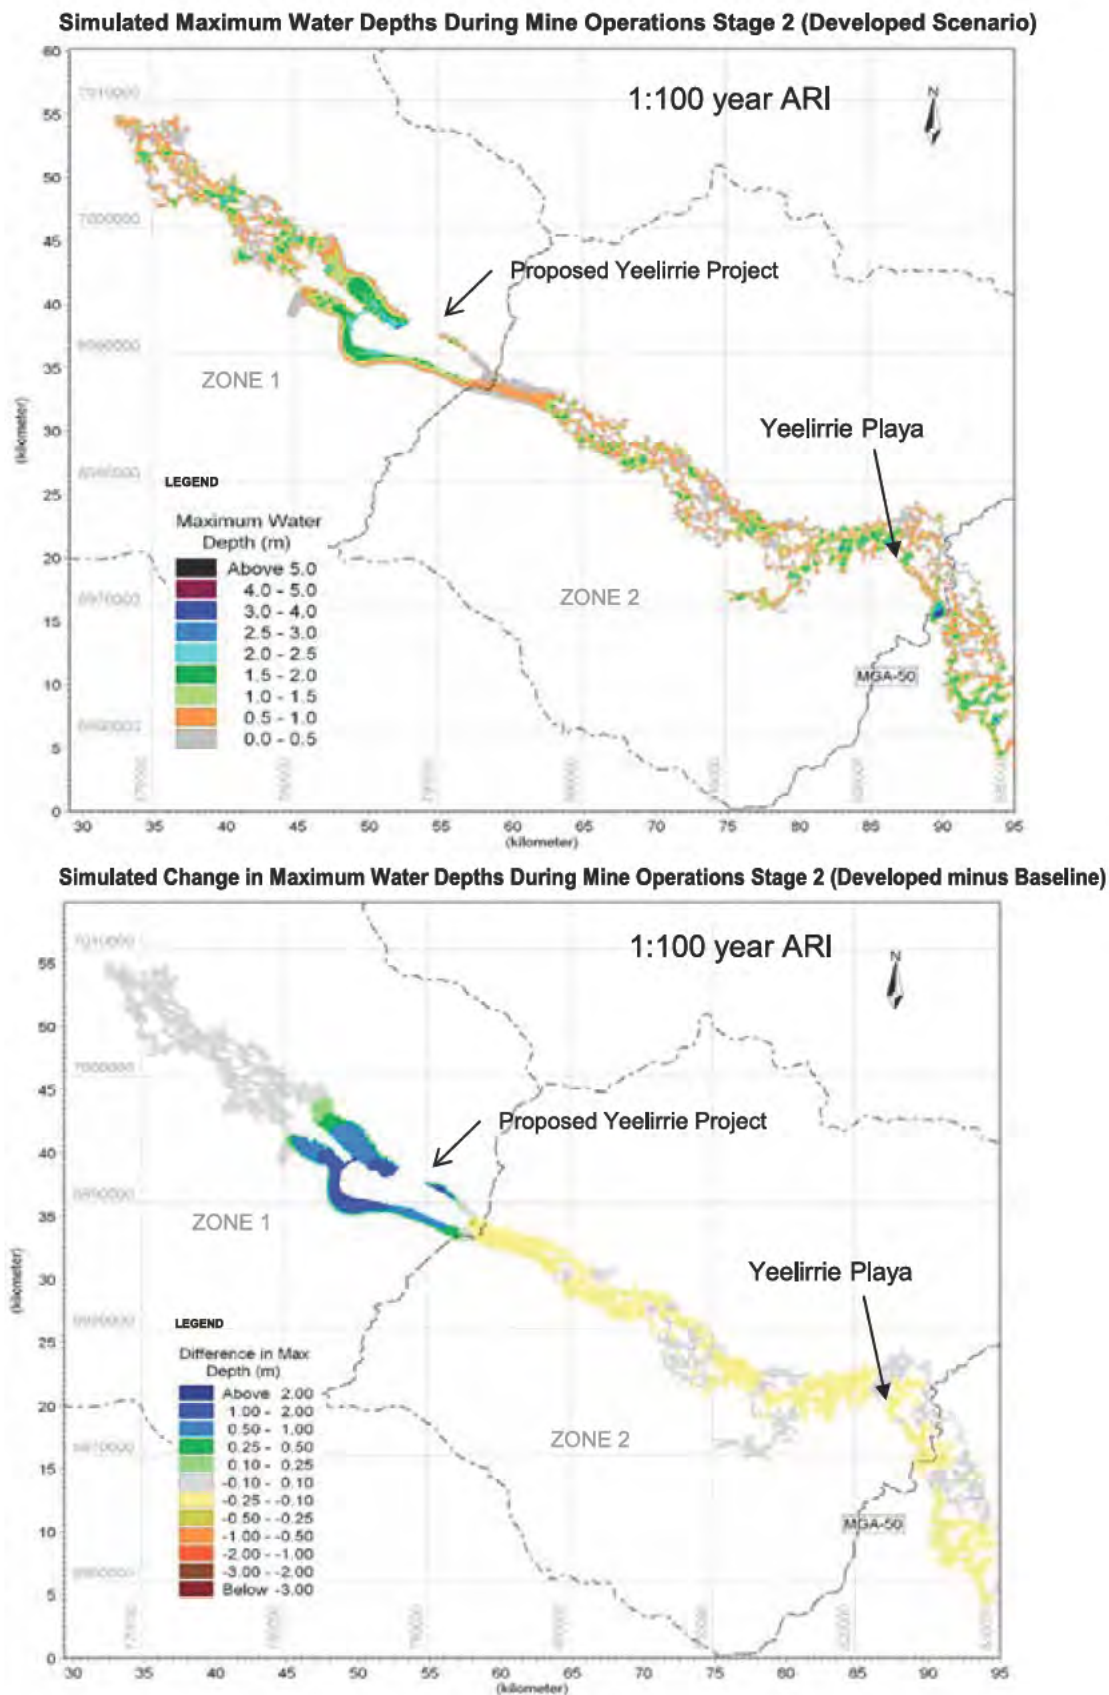 Simulated Maximum Water Depths During Mine Operations Stage 2 (Developed Scenario)
60
55
50
45
40
35
30
25
20
15
10
5
0
(kilometer)
7010000
7000000
1:100 year ARI
N
Proposed Yeelirrie Project
ZONE 1
Yeelirrie Playa
ZONE 2
MGA-50
LEGEND
Maximum Water
Depth (m)
Above 5.0
4.0 - 5.0
3.0 - 4.0
2.5 - 3.0
2.0 - 2.5
1.5 - 2.0
1.0 - 1.5
0.5 - 1.0
0.0 - 0.5
30 35 40 45 50 55 60 65 70 75 80 85 90 95
(kilometer)
Simulated Change in Maximum Water Depths During Mine Operations Stage 2 (Developed minus Baseline)
55
50
45
40
35
30
25
20
15
10
5
0
(kilometer)
7010000
7000000
1:100 year ARI
N
Proposed Yeelirrie Project
ZONE 1
Yeelirrie Playa
ZONE 2
MGA-50
LEGEND
Difference in Max
Depth (m)
Above 2.00
1.00 - 2.00
0.50 - 1.00
0.25 - 0.50
0.10 - 0.25
-0.10 - 0.10
-0.25 - -0.10
-0.50 - -0.25
-1.00 - -0.50
-2.00 - -1.00
-3.00 - -2.00
Below -3.00
30 35 40 45 50 55 60 65 70 75 80 85 90 95
(kilometer)